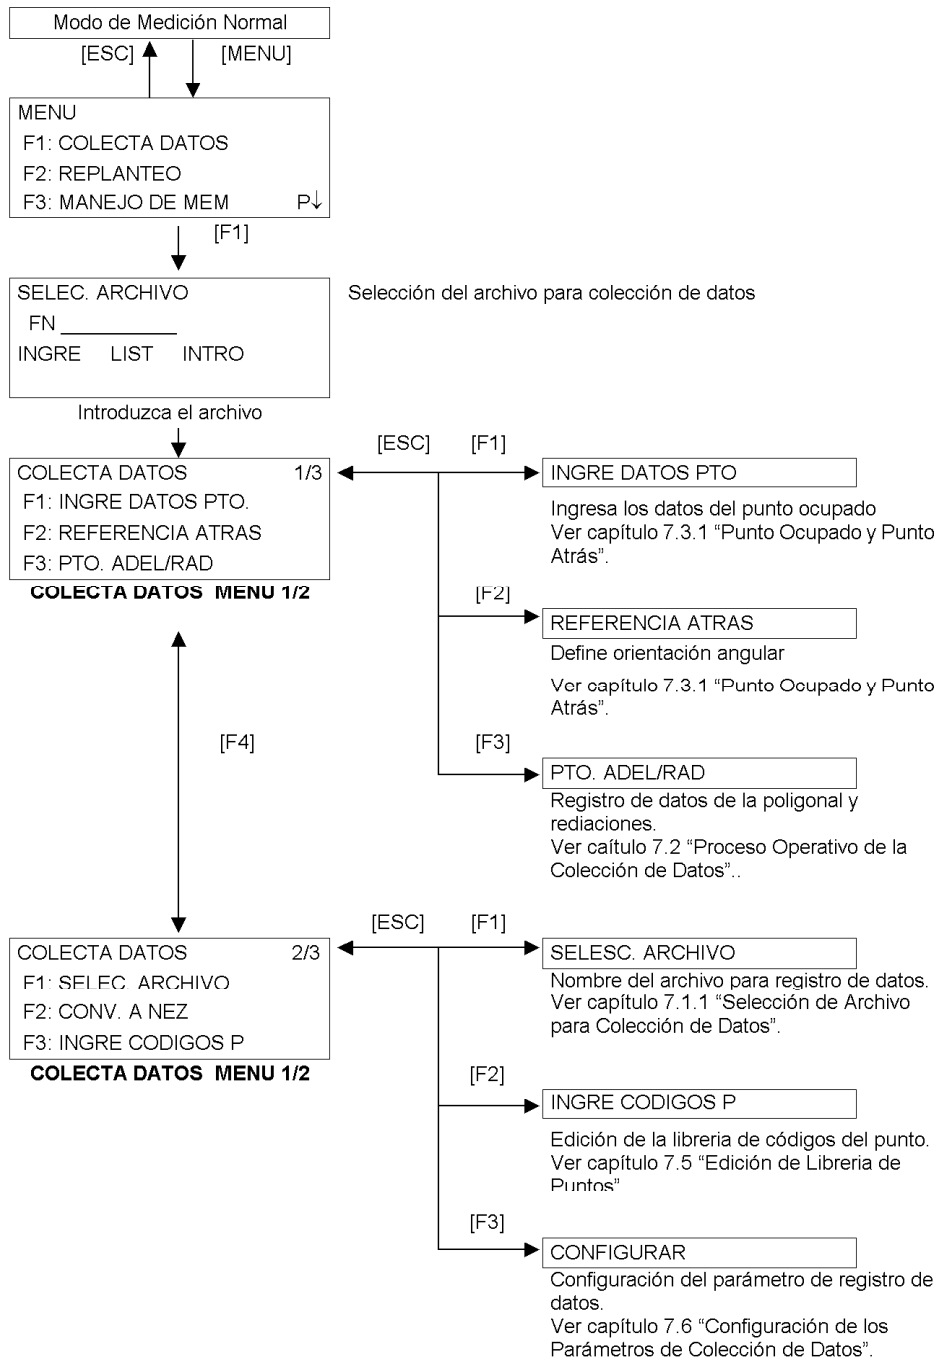 Modo de Medición Normal
[ESC] [MENU]
MENU
F1: COLECTA DATOS
F2: REPLANTEO
F3: MANEJO DE MEM P↓
[F1]
SELEC. ARCHIVO
FN
INGRE LIST INTRO
Selección del archivo para colección de datos
Introduzca el archivo
COLECTA DATOS 1/3
F1: INGRE DATOS PTO.
F2: REFERENCIA ATRAS
F3: PTO. ADEL/RAD
COLECTA DATOS MENU 1/2
[ESC] [F1]
INGRE DATOS PTO
Ingresa los datos del punto ocupado
Ver capítulo 7.3.1 “Punto Ocupado y Punto
Atrás”.
[F2]
REFERENCIA ATRAS
Define orientación angular
Ver capítulo 7.3.1 “Punto Ocupado y Punto
Atrás”.
[F4]
[F3]
PTO. ADEL/RAD
Registro de datos de la poligonal y
rediaciones.
Ver caítulo 7.2 “Proceso Operativo de la
Colección de Datos”..
COLECTA DATOS 2/3
F1: SELEC. ARCHIVO
F2: CONV. A NEZ
F3: INGRE CODIGOS P
COLECTA DATOS MENU 1/2
[ESC] [F1]
SELESC. ARCHIVO
Nombre del archivo para registro de datos.
Ver capítulo 7.1.1 “Selección de Archivo
para Colección de Datos”.
[F2]
INGRE CODIGOS P
Edición de la libreria de códigos del punto.
Ver capítulo 7.5 “Edición de Libreria de
Puntos”
[F3]
CONFIGURAR
Configuración del parámetro de registro de
datos.
Ver capítulo 7.6 “Configuración de los
Parámetros de Colección de Datos”.